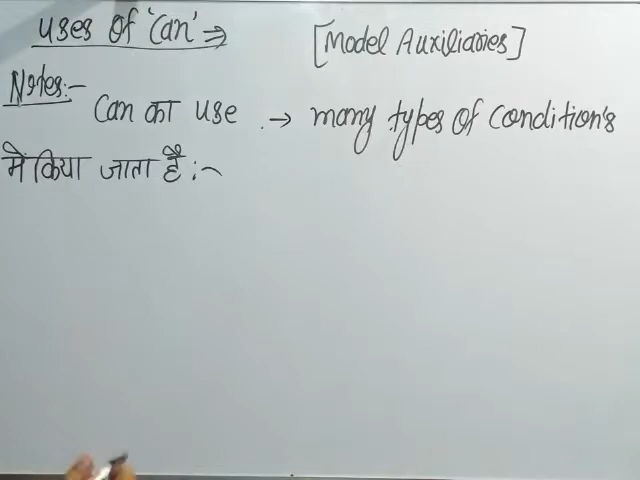 uses of 'Can' ⇒ [Model Auxiliaries]
Notes:-
Can का use .→ many types of condition's
में किया जाता है :-